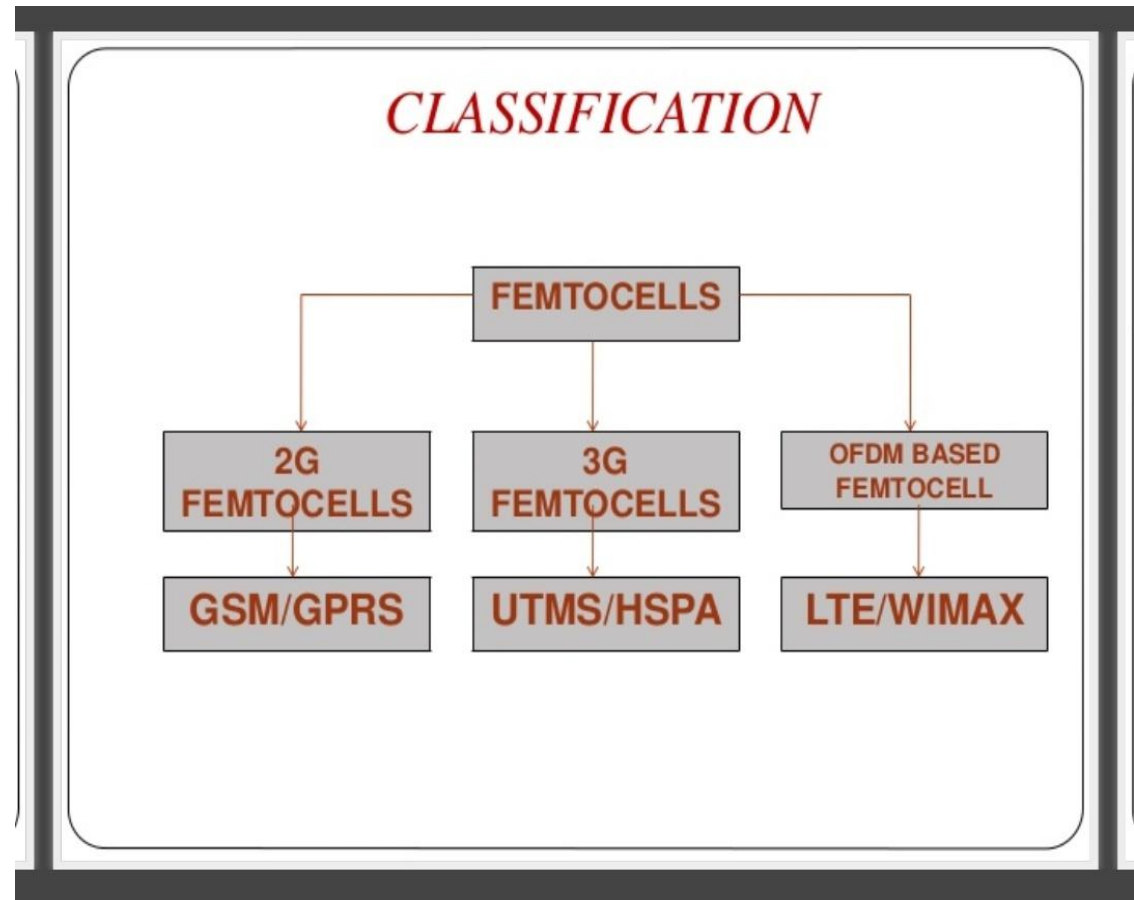 CLASSIFICATION
FEMTOCELLS
2G
FEMTOCELLS
3G
FEMTOCELLS
OFDM BASED
FEMTOCELL
GSM/GPRS
UTMS/HSPA
LTE/WIMAX